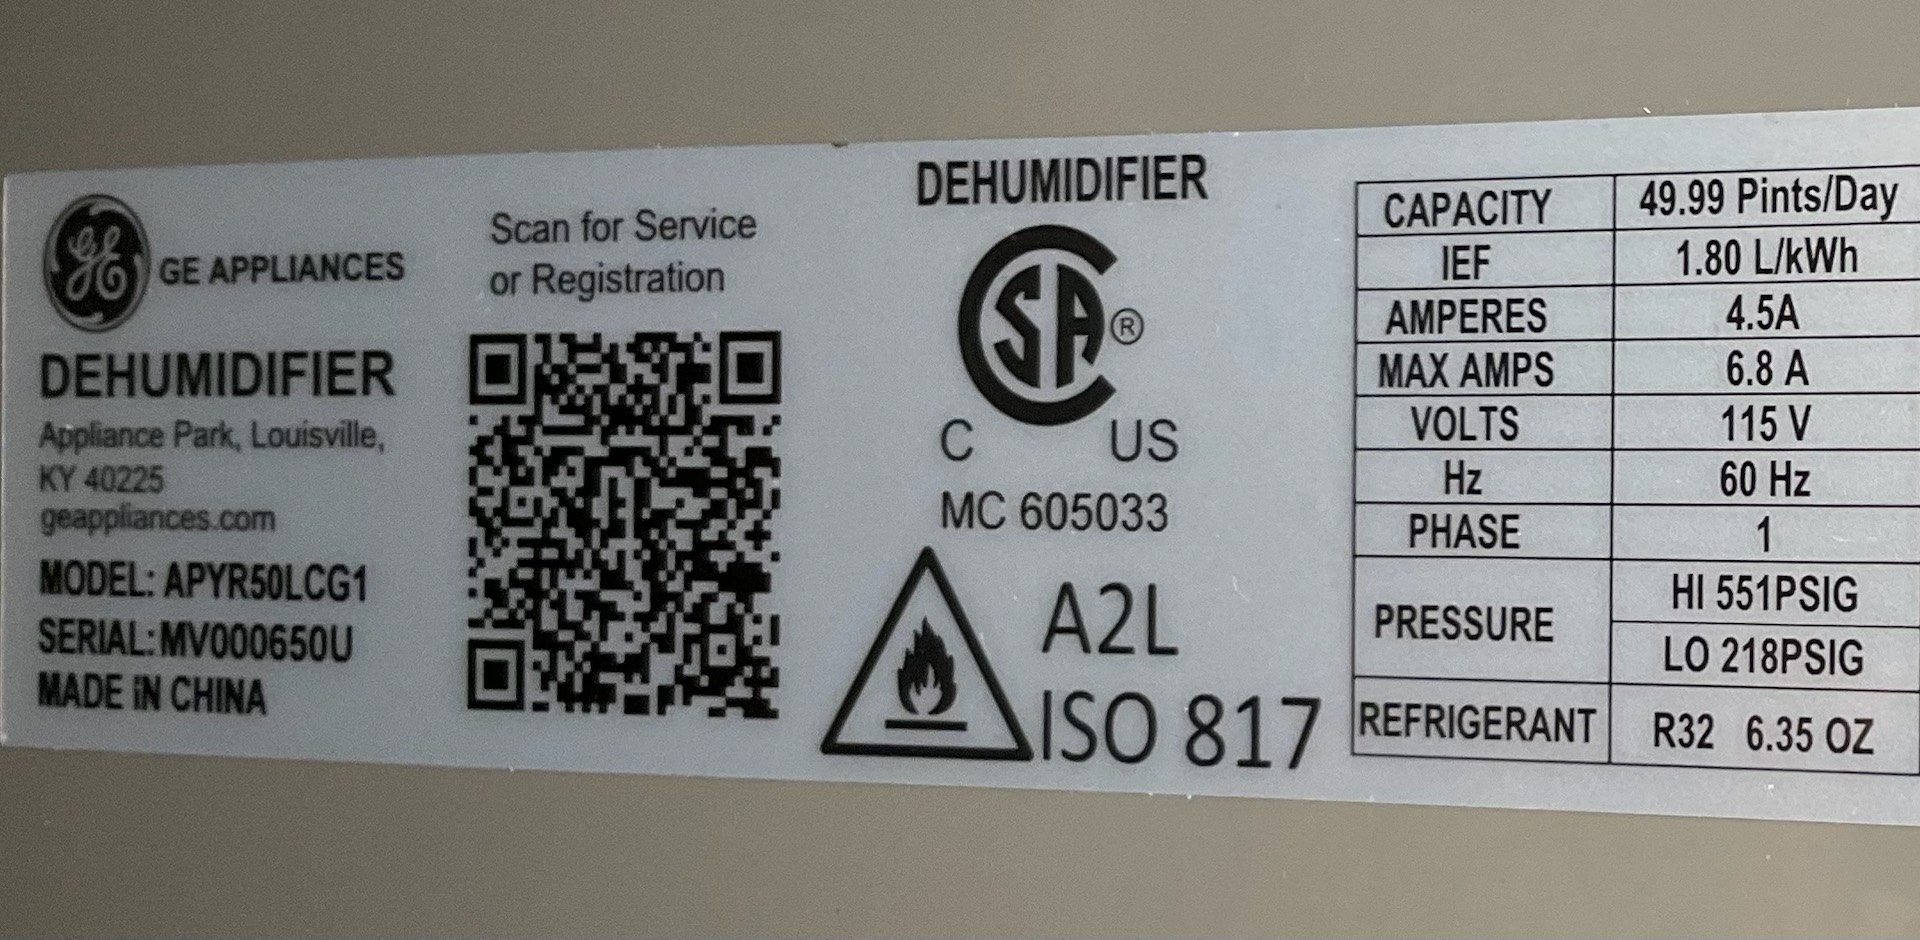 GE GE APPLIANCES
DEHUMIDIFIER
Appliance Park, Louisville,
KY 40225
geappliances.com
MODEL: APYR50LCG1
SERIAL: MV000650U
MADE IN CHINA
Scan for Service
or Registration
DEHUMIDIFIER
CSA®
C US
MC 605033
A2L
ISO 817
CAPACITY 49.99 Pints/Day
IEF 1.80 L/kWh
AMPERES 4.5A
MAX AMPS 6.8 A
VOLTS 115 V
Hz 60 Hz
PHASE 1
PRESSURE HI 551PSIG
LO 218PSIG
REFRIGERANT R32 6.35 OZ